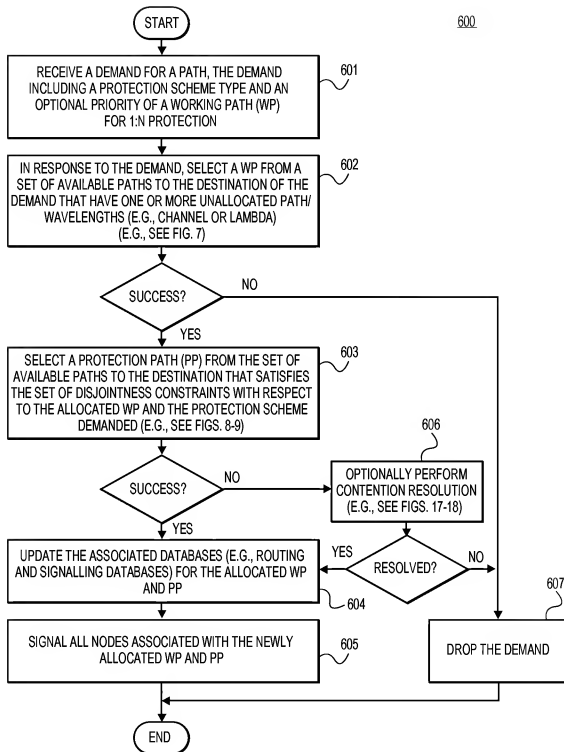 START
600
RECEIVE A DEMAND FOR A PATH, THE DEMAND
INCLUDING A PROTECTION SCHEME TYPE AND AN
OPTIONAL PRIORITY OF A WORKING PATH (WP)
FOR 1:N PROTECTION
601
IN RESPONSE TO THE DEMAND, SELECT A WP FROM A
SET OF AVAILABLE PATHS TO THE DESTINATION OF THE
DEMAND THAT HAVE ONE OR MORE UNALLOCATED PATH/
WAVELENGTHS (E.G., CHANNEL OR LAMBDA)
(E.G., SEE FIG. 7)
602
SUCCESS?
NO
YES
SELECT A PROTECTION PATH (PP) FROM THE SET OF
AVAILABLE PATHS TO THE DESTINATION THAT SATISFIES
THE SET OF DISJOINTNESS CONSTRAINTS WITH RESPECT
TO THE ALLOCATED WP AND THE PROTECTION SCHEME
DEMANDED (E.G., SEE FIGS. 8-9)
603
606
SUCCESS?
NO
YES
OPTIONALLY PERFORM
CONTENTION RESOLUTION
(E.G., SEE FIGS. 17-18)
UPDATE THE ASSOCIATED DATABASES (E.G., ROUTING
AND SIGNALLING DATABASES) FOR THE ALLOCATED WP
AND PP
YES
RESOLVED?
NO
604
607
SIGNAL ALL NODES ASSOCIATED WITH THE NEWLY
ALLOCATED WP AND PP
605
DROP THE DEMAND
END